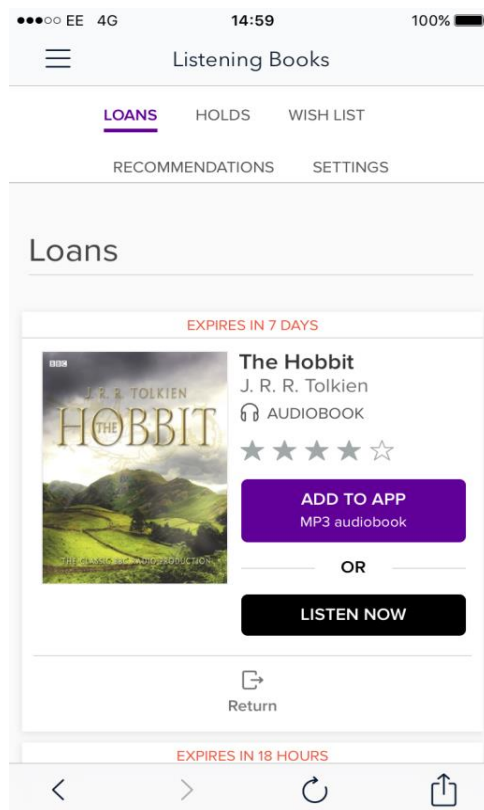 EE 4G 14:59 100%
Listening Books
LOANS HOLDS WISH LIST
RECOMMENDATIONS SETTINGS
Loans
EXPIRES IN 7 DAYS
BBC
J. R. R. TOLKIEN
THE HOBBIT
THE CLASSIC BBC RADIO PRODUCTION
The Hobbit
J. R. R. Tolkien
AUDIOBOOK
ADD TO APP
MP3 audiobook
OR
LISTEN NOW
Return
EXPIRES IN 18 HOURS